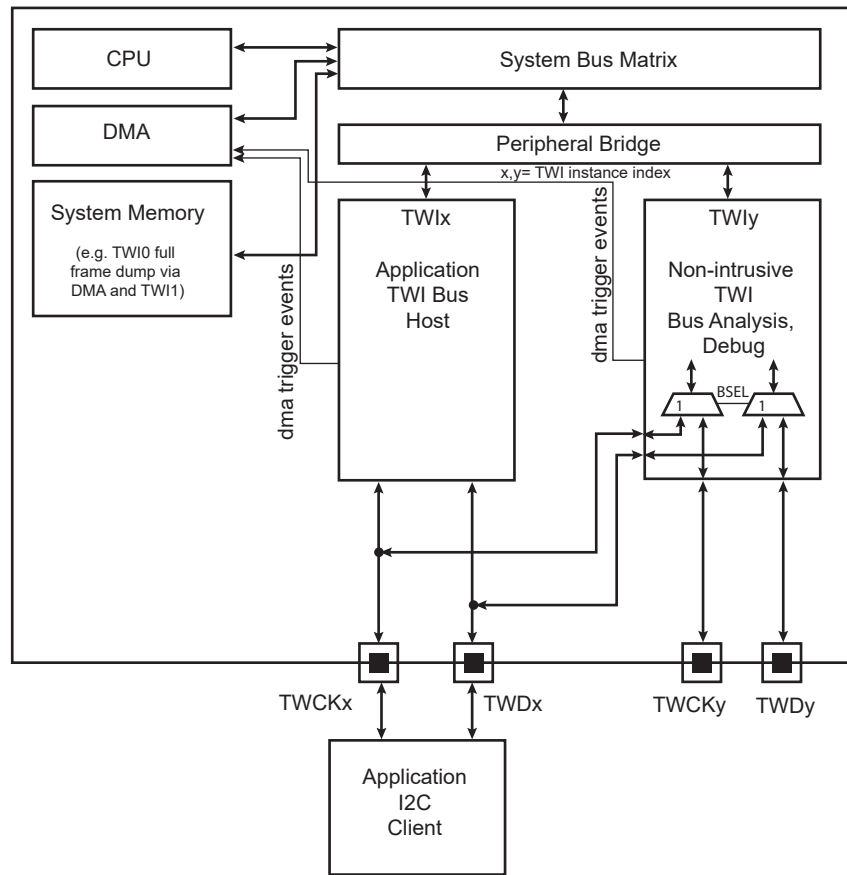 CPU
System Bus Matrix
DMA
Peripheral Bridge
x,y= TWI instance index
System Memory
(e.g. TWI0 full
frame dump via
DMA and TWI1)
dma trigger events
TWIx
Application
TWI Bus
Host
dma trigger events
TWIy
Non-intrusive
TWI
Bus Analysis,
Debug
BSEL
1
1
TWCKx
TWDx
TWCKy
TWDy
Application
I2C
Client